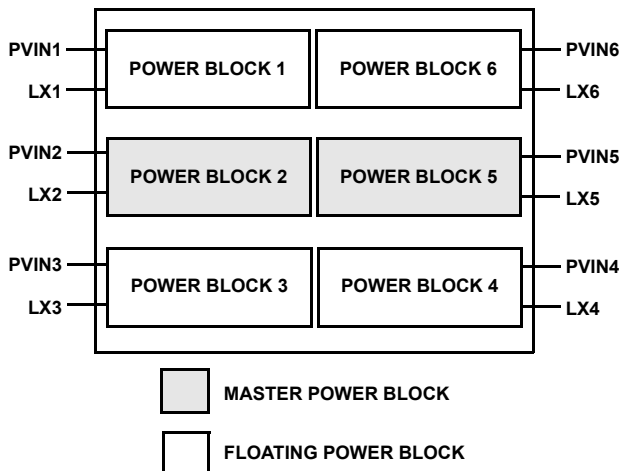 PVIN1
POWER BLOCK 1
POWER BLOCK 6
PVIN6
LX1
LX6
PVIN2
POWER BLOCK 2
POWER BLOCK 5
PVIN5
LX2
LX5
PVIN3
POWER BLOCK 3
POWER BLOCK 4
PVIN4
LX3
LX4
MASTER POWER BLOCK
FLOATING POWER BLOCK